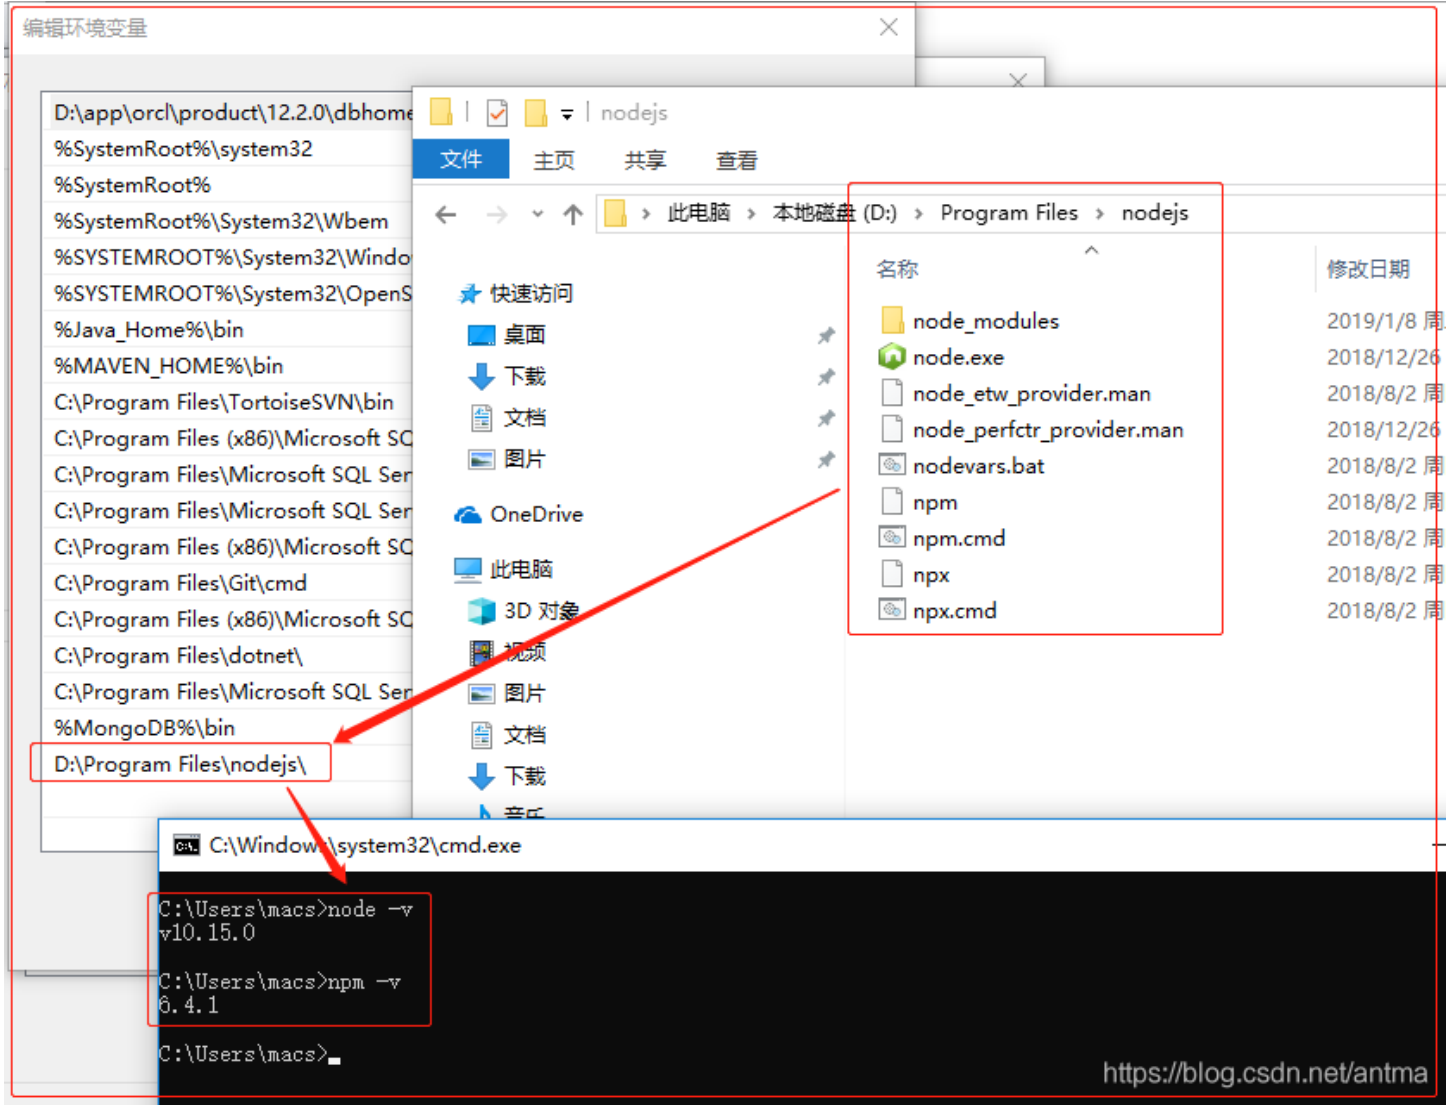 编辑环境变量
D:\app\orcl\product\12.2.0\dbhome
%SystemRoot%\system32
%SystemRoot%
%SystemRoot%\System32\Wbem
%SYSTEMROOT%\System32\Windo
%SYSTEMROOT%\System32\OpenS
%Java_Home%\bin
%MAVEN_HOME%\bin
C:\Program Files\TortoiseSVN\bin
C:\Program Files (x86)\Microsoft SQ
C:\Program Files\Microsoft SQL Ser
C:\Program Files\Microsoft SQL Ser
C:\Program Files (x86)\Microsoft SQ
C:\Program Files\Git\cmd
C:\Program Files (x86)\Microsoft SQ
C:\Program Files\dotnet\
C:\Program Files\Microsoft SQL Ser
%MongoDB%\bin
D:\Program Files\nodejs\
nodejs
文件 主页 共享 查看
此电脑 本地磁盘 (D:) Program Files nodejs
快速访问
桌面
下载
文档
图片
OneDrive
此电脑
3D 对象
视频
图片
文档
下载
音乐
名称 修改日期
node_modules 2019/1/8 周
node.exe 2018/12/26
node_etw_provider.man 2018/8/2 周
node_perfctr_provider.man 2018/12/26
nodevars.bat 2018/8/2 周
npm 2018/8/2 周
npm.cmd 2018/8/2 周
npx 2018/8/2 周
npx.cmd 2018/8/2 周
C:\Windows\system32\cmd.exe
C:\Users\macs>node -v
v10.15.0
C:\Users\macs>npm -v
6.4.1
C:\Users\macs>
https://blog.csdn.net/antma